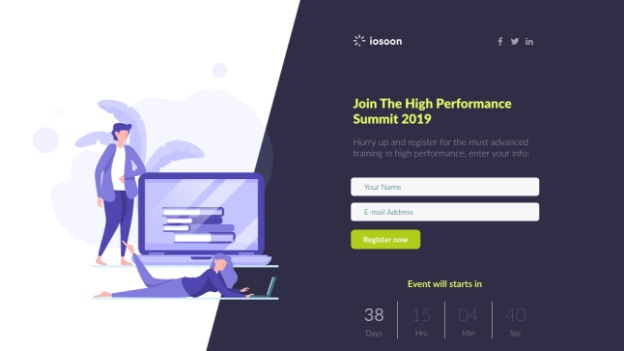 iosoon
Join The High Performance
Summit 2019
Hurry up and register for the must advanced
training in high performance, enter your info:
Your Name
E-mail Address
Register now
Event will starts in
38 15 04 40
Days Hrs Min Sec